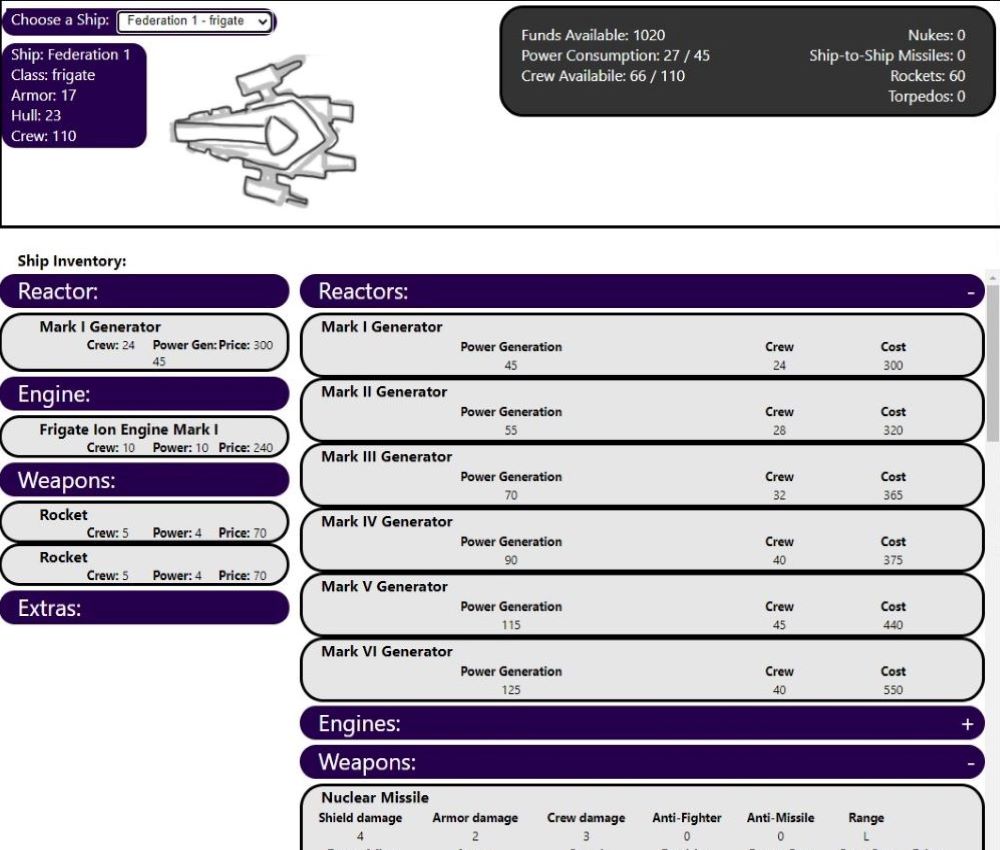 Choose a Ship: Federation 1 - frigate
Ship: Federation 1
Class: frigate
Armor: 17
Hull: 23
Crew: 110
Funds Available: 1020
Power Consumption: 27 / 45
Crew Availabile: 66 / 110
Nukes: 0
Ship-to-Ship Missiles: 0
Rockets: 60
Torpedos: 0
Ship Inventory:
Reactor:
Mark I Generator
Crew: 24 Power Gen: Price: 300
45
Engine:
Frigate Ion Engine Mark I
Crew: 10 Power: 10 Price: 240
Weapons:
Rocket
Crew: 5 Power: 4 Price: 70
Rocket
Crew: 5 Power: 4 Price: 70
Extras:
Reactors: -
Mark I Generator
Power Generation Crew Cost
45 24 300
Mark II Generator
Power Generation Crew Cost
55 28 320
Mark III Generator
Power Generation Crew Cost
70 32 365
Mark IV Generator
Power Generation Crew Cost
90 40 375
Mark V Generator
Power Generation Crew Cost
115 45 440
Mark VI Generator
Power Generation Crew Cost
125 40 550
Engines: +
Weapons: -
Nuclear Missile
Shield damage Armor damage Crew damage Anti-Fighter Anti-Missile Range
4 2 3 0 0 L